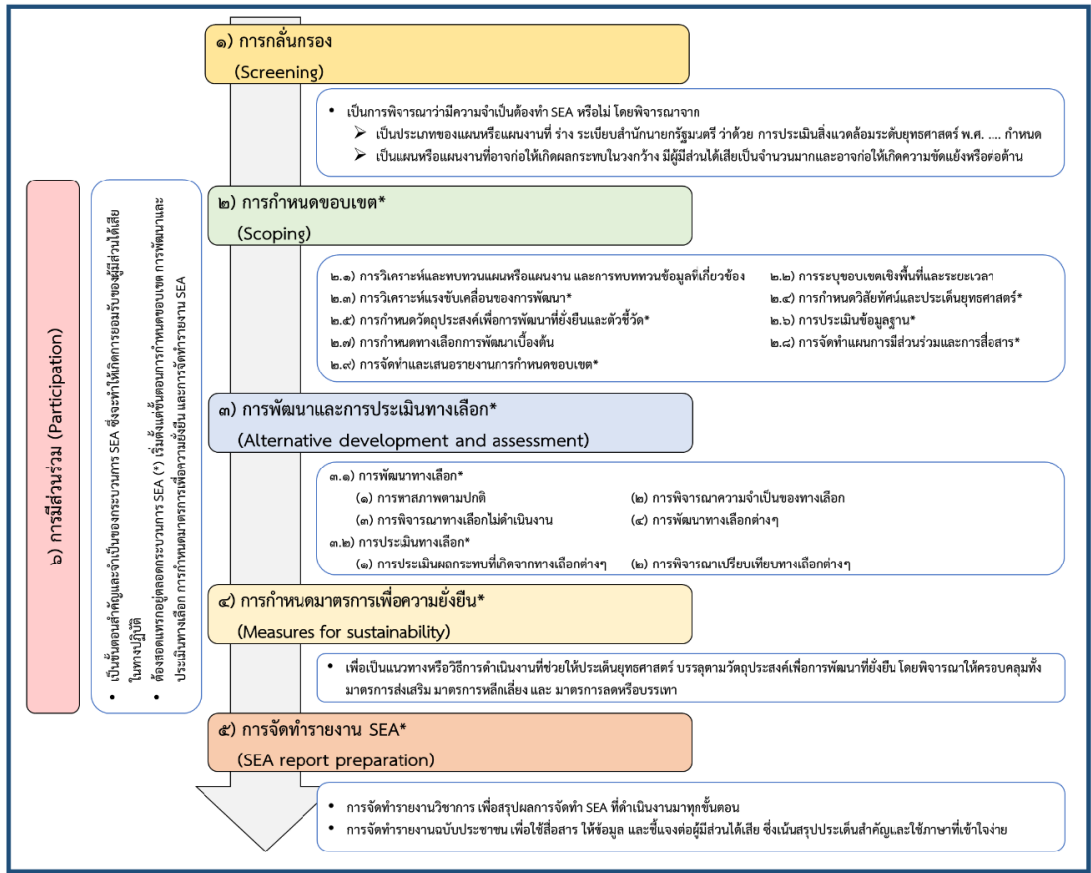 ๑) การกลั่นกรอง
(Screening)
• เป็นการพิจารณาว่ามีความจำเป็นต้องทำ SEA หรือไม่ โดยพิจารณาจาก
➢ เป็นประเภทของแผนหรือแผนงานที่ ร่าง ระเบียบสำนักนายกรัฐมนตรี ว่าด้วย การประเมินสิ่งแวดล้อมระดับยุทธศาสตร์ พ.ศ. .... กำหนด
➢ เป็นแผนหรือแผนงานที่อาจก่อให้เกิดผลกระทบในวงกว้าง มีผู้มีส่วนได้เสียเป็นจำนวนมากและอาจก่อให้เกิดความขัดแย้งหรือต่อต้าน
๖) การมีส่วนร่วม (Participation)
• เป็นขั้นตอนสำคัญและจำเป็นของกระบวนการ SEA ซึ่งจะทำให้เกิดการยอมรับของผู้มีส่วนได้เสีย
ในทางปฏิบัติ
• ต้องสอดแทรกอยู่ตลอดกระบวนการ SEA (*) เริ่มตั้งแต่ขั้นตอนการกำหนดขอบเขต การพัฒนาและ
ประเมินทางเลือก การกำหนดมาตรการเพื่อความยั่งยืน และการจัดทำรายงาน SEA
๒) การกำหนดขอบเขต*
(Scoping)
๒.๑) การวิเคราะห์และทบทวนแผนหรือแผนงาน และการทบททวนข้อมูลที่เกี่ยวข้อง ๒.๒) การระบุขอบเขตเชิงพื้นที่และระยะเวลา
๒.๓) การวิเคราะห์แรงขับเคลื่อนของการพัฒนา* ๒.๔) การกำหนดวิสัยทัศน์และประเด็นยุทธศาสตร์*
๒.๕) การกำหนดวัตถุประสงค์เพื่อการพัฒนาที่ยั่งยืนและตัวชี้วัด* ๒.๖) การประเมินข้อมูลฐาน*
๒.๗) การกำหนดทางเลือกการพัฒนาเบื้องต้น ๒.๘) การจัดทำแผนการมีส่วนร่วมและการสื่อสาร*
๒.๙) การจัดทำและเสนอรายงานการกำหนดขอบเขต*
๓) การพัฒนาและการประเมินทางเลือก*
(Alternative development and assessment)
๓.๑) การพัฒนาทางเลือก*
(๑) การหาสภาพตามปกติ (๒) การพิจารณาความจำเป็นของทางเลือก
(๓) การพิจารณาทางเลือกไม่ดำเนินงาน (๔) การพัฒนาทางเลือกต่างๆ
๓.๒) การประเมินทางเลือก*
(๑) การประเมินผลกระทบที่เกิดจากทางเลือกต่างๆ (๒) การพิจารณาเปรียบเทียบทางเลือกต่างๆ
๔) การกำหนดมาตรการเพื่อความยั่งยืน*
(Measures for sustainability)
• เพื่อเป็นแนวทางหรือวิธีการดำเนินงานที่ช่วยให้ประเด็นยุทธศาสตร์ บรรลุตามวัตถุประสงค์เพื่อการพัฒนาที่ยั่งยืน โดยพิจารณาให้ครอบคลุมทั้ง
มาตรการส่งเสริม มาตรการหลีกเลี่ยง และ มาตรการลดหรือบรรเทา
๕) การจัดทำรายงาน SEA*
(SEA report preparation)
• การจัดทำรายงานวิชาการ เพื่อสรุปผลการจัดทำ SEA ที่ดำเนินงานมาทุกขั้นตอน
• การจัดทำรายงานฉบับประชาชน เพื่อใช้สื่อสาร ให้ข้อมูล และชี้แจงต่อผู้มีส่วนได้เสีย ซึ่งเน้นสรุปประเด็นสำคัญและใช้ภาษาที่เข้าใจง่าย